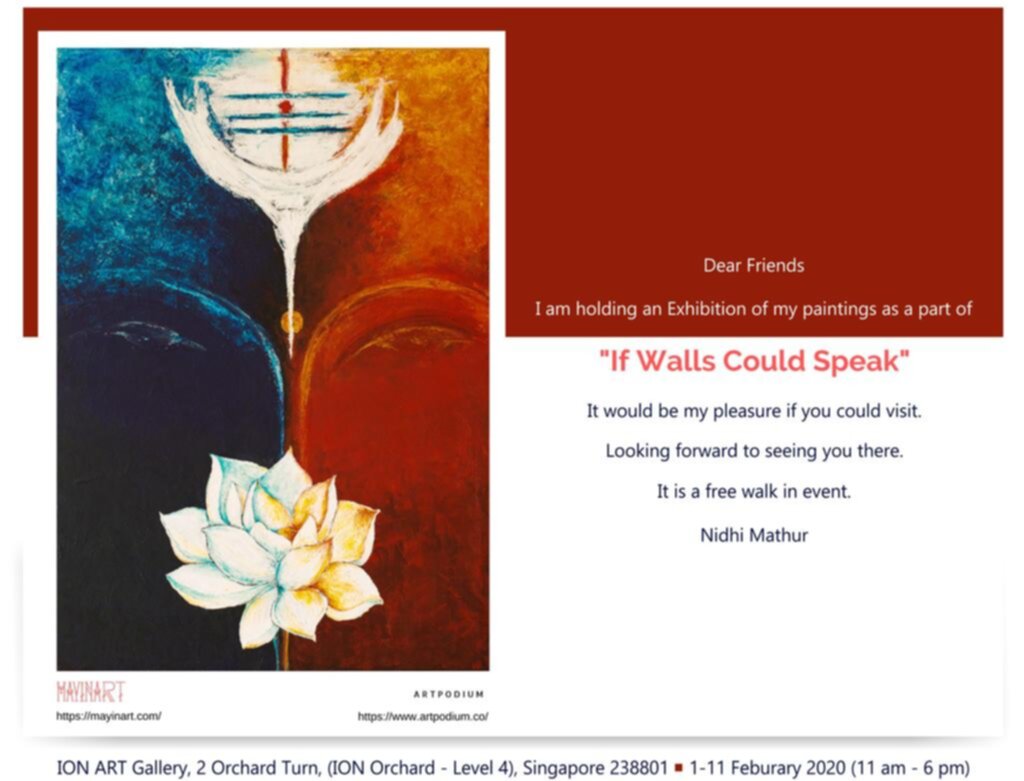 Dear Friends
I am holding an Exhibition of my paintings as a part of
"If Walls Could Speak"
It would be my pleasure if you could visit.
Looking forward to seeing you there.
It is a free walk in event.
Nidhi Mathur
MAYINART
https://mayinart.com/
ARTPODIUM
https://www.artpodium.co/
ION ART Gallery, 2 Orchard Turn, (ION Orchard - Level 4), Singapore 238801 ▪ 1-11 Feburary 2020 (11 am - 6 pm)